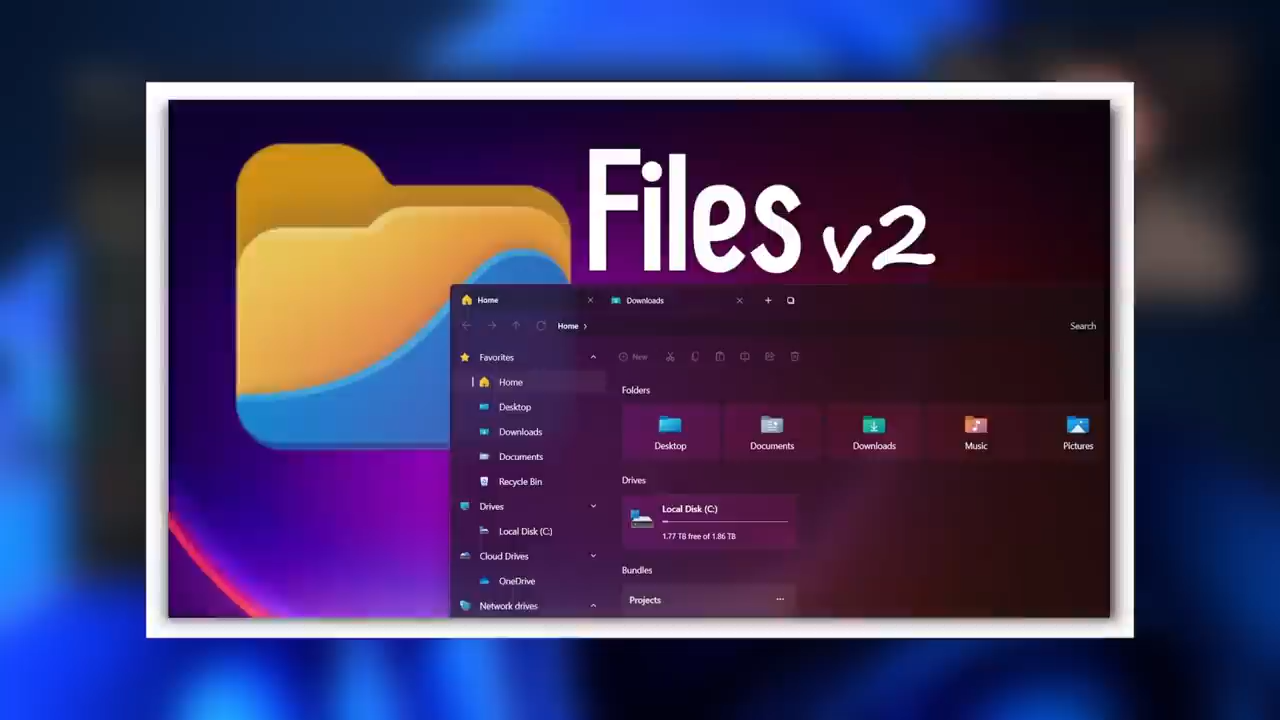 Files v2
Home
Downloads
Home
Search
Favorites
New
Home
Desktop
Downloads
Documents
Recycle Bin
Drives
Local Disk (C:)
Cloud Drives
OneDrive
Network drives
Folders
Desktop
Documents
Downloads
Music
Pictures
Drives
Local Disk (C:)
1.77 TB free of 1.86 TB
Bundles
Projects